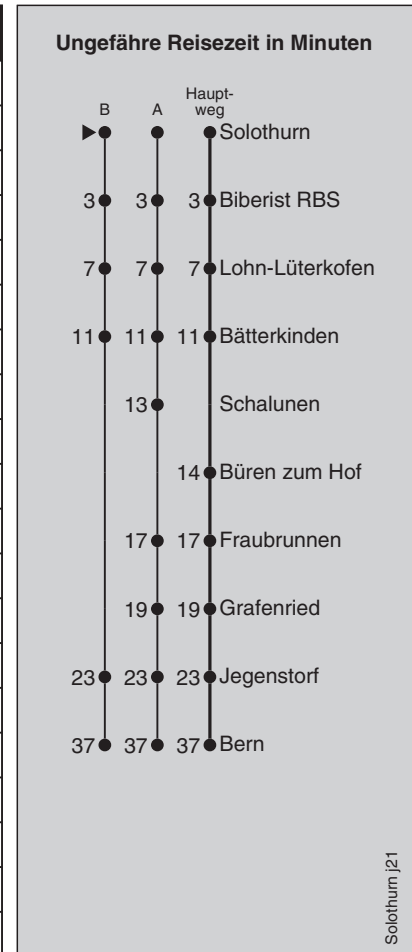 Ungefähre Reisezeit in Minuten
B A Haupt-
weg
Solothurn
3 3 3 Biberist RBS
7 7 7 Lohn-Lüterkofen
11 11 11 Bätterkinden
13 Schalunen
14 Büren zum Hof
17 17 Fraubrunnen
19 19 Grafenried
23 23 23 Jegenstorf
37 37 37 Bern
Solothurn j21